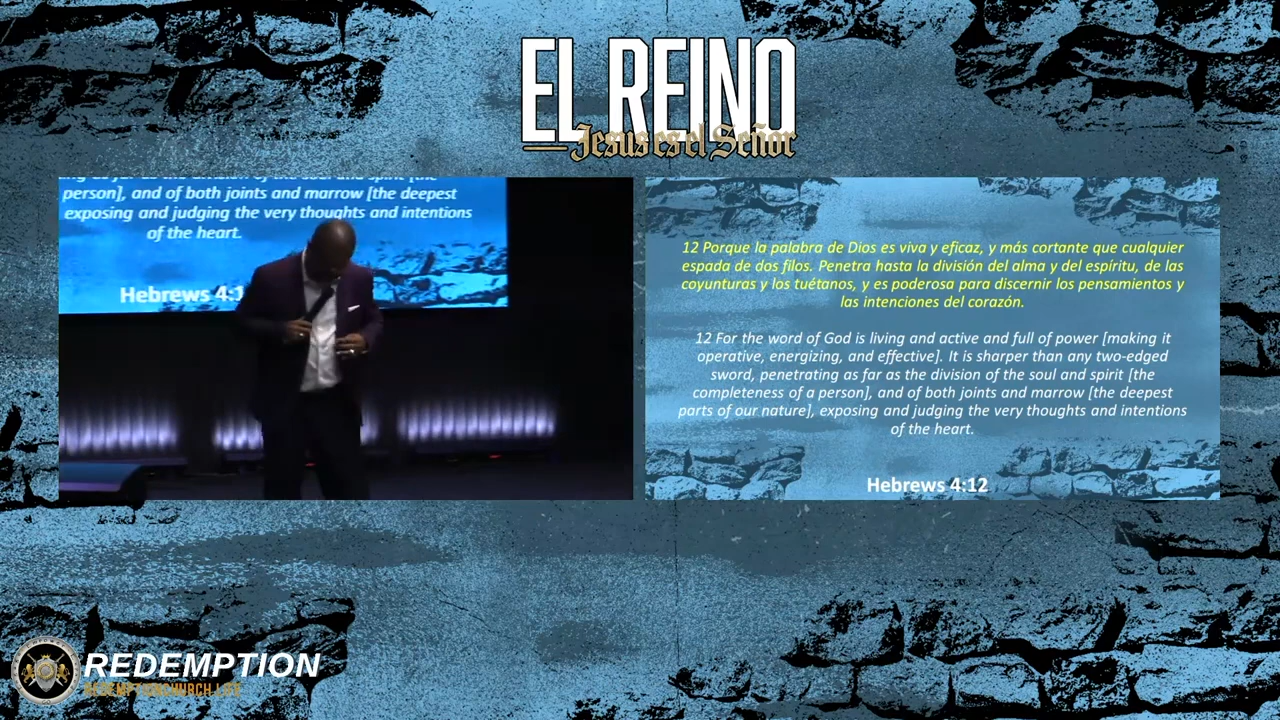 EL REINO
Jesus es el Señor
person], and of both joints and marrow [the deepest
exposing and judging the very thoughts and intentions
of the heart.
Hebrews 4:1
12 Porque la palabra de Dios es viva y eficaz, y más cortante que cualquier
espada de dos filos. Penetra hasta la división del alma y del espíritu, de las
coyunturas y los tuétanos, y es poderosa para discernir los pensamientos y
las intenciones del corazón.
12 For the word of God is living and active and full of power [making it
operative, energizing, and effective]. It is sharper than any two-edged
sword, penetrating as far as the division of the soul and spirit [the
completeness of a person], and of both joints and marrow [the deepest
parts of our nature], exposing and judging the very thoughts and intentions
of the heart.
Hebrews 4:12
REDEMPTION